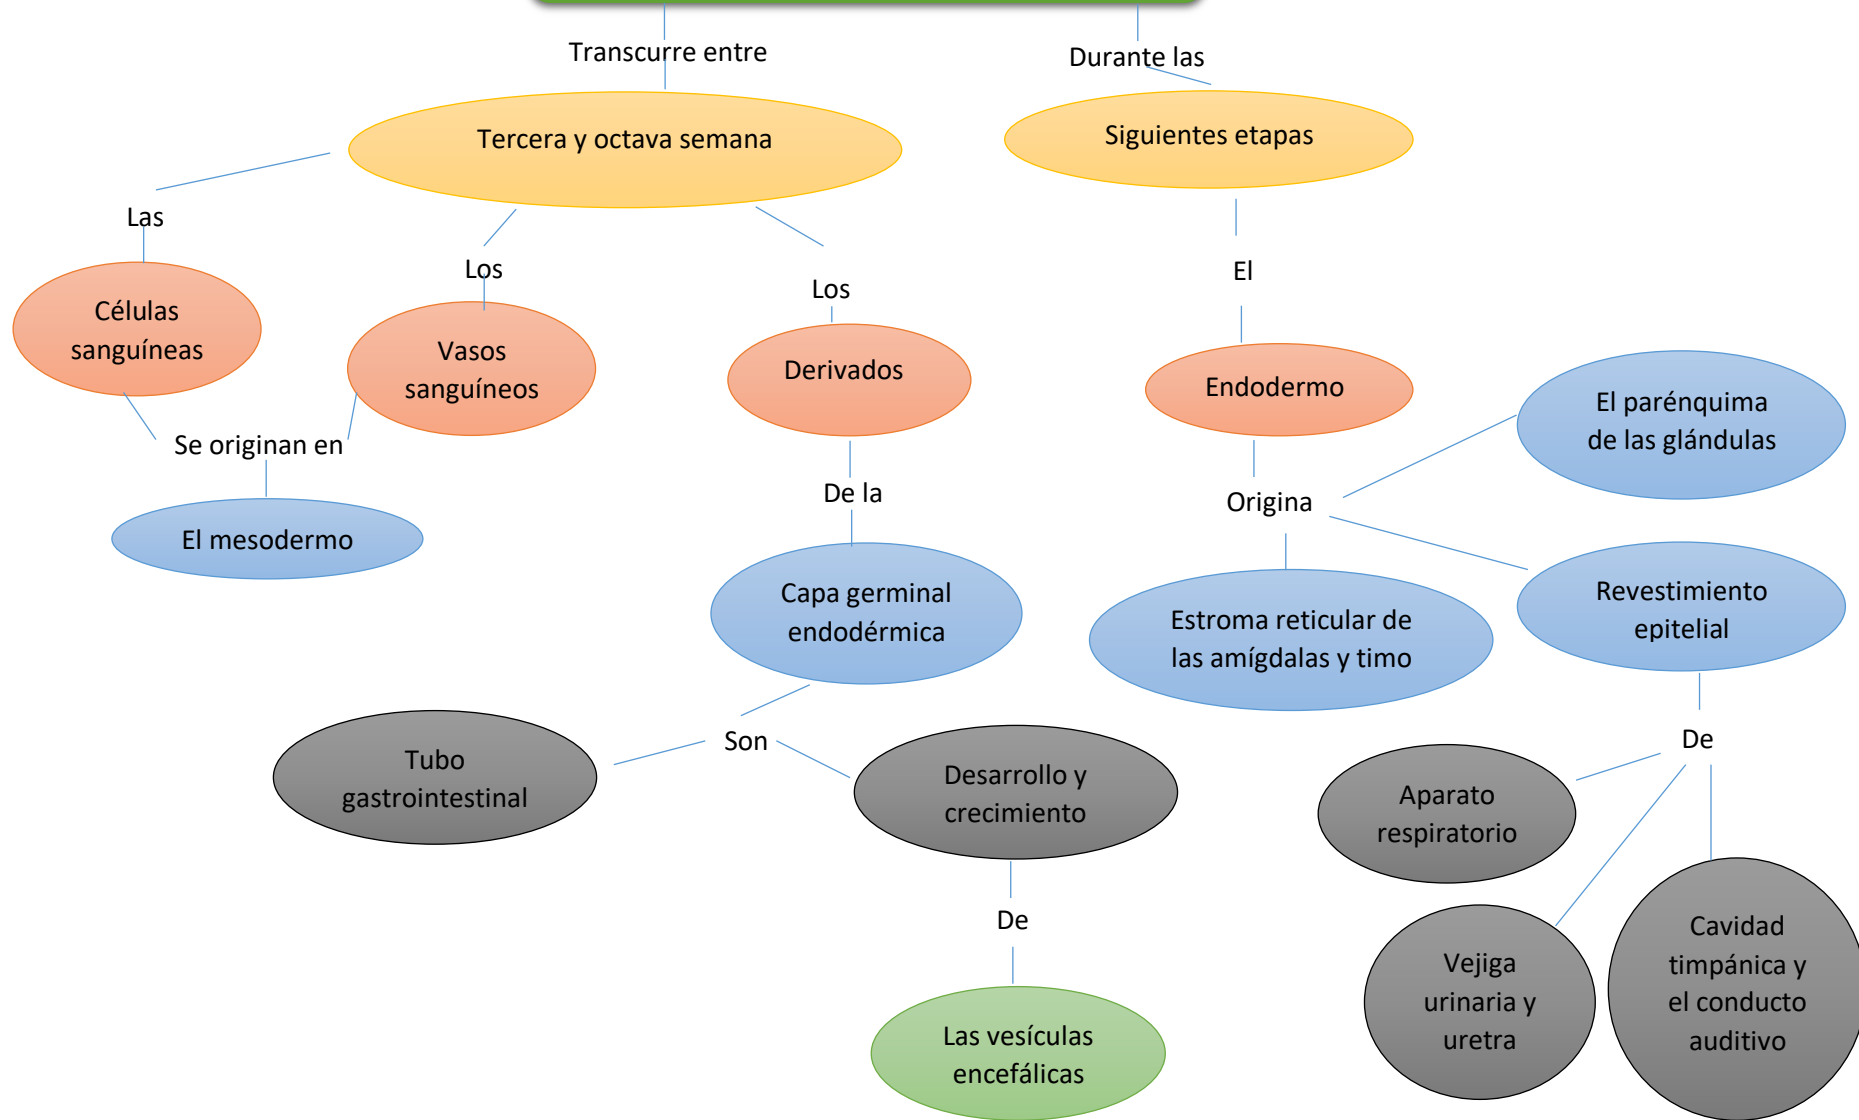 Transcurre entre
Durante las
Tercera y octava semana
Siguientes etapas
Las
Los
Los
El
Células
sanguíneas
Vasos
sanguíneos
Derivados
Endodermo
El parénquima
de las glándulas
Se originan en
De la
Origina
El mesodermo
Capa germinal
endodérmica
Estroma reticular de
las amígdalas y timo
Revestimiento
epitelial
Son
De
Tubo
gastrointestinal
Desarrollo y
crecimiento
Aparato
respiratorio
De
Vejiga
urinaria y
uretra
Cavidad
timpánica y
el conducto
auditivo
Las vesículas
encefálicas